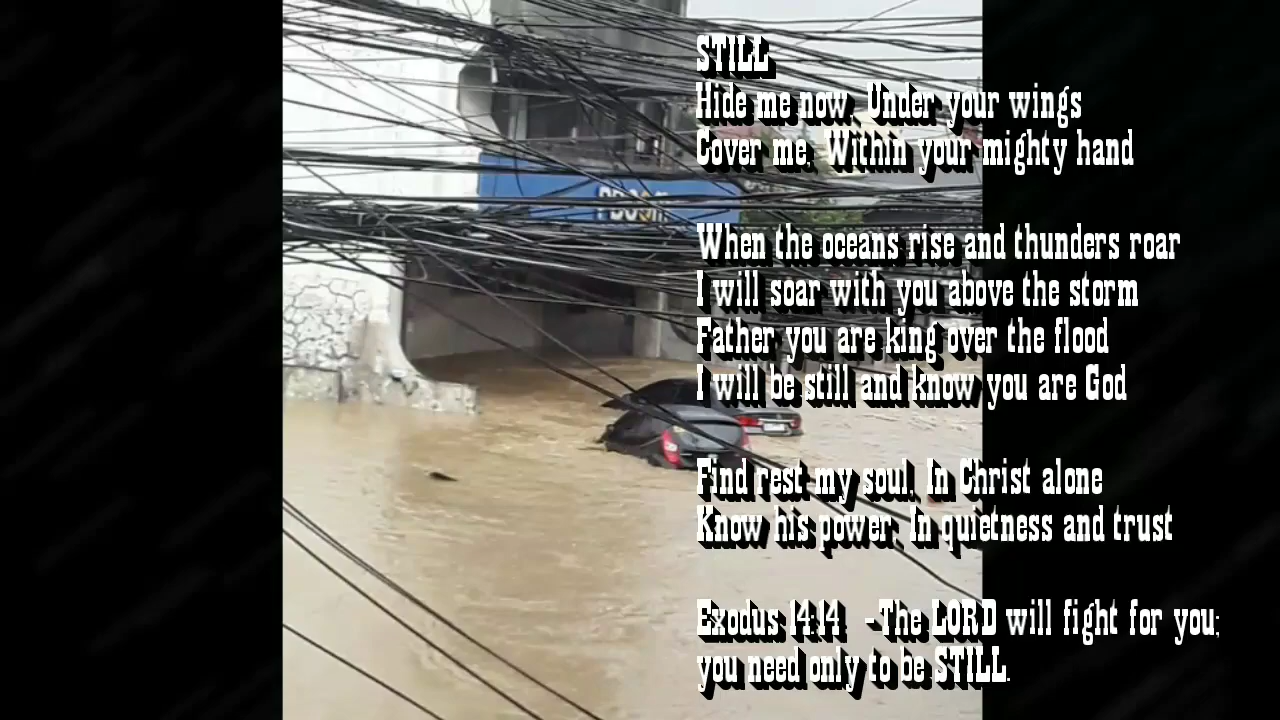 STILL
Hide me now, Under your wings
Cover me, Within your mighty hand
When the oceans rise and thunders roar
I will soar with you above the storm
Father you are king over the flood
I will be still and know you are God
Find rest my soul, In Christ alone
Know his power, In quietness and trust
Exodus 14:14 - The LORD will fight for you;
you need only to be STILL.